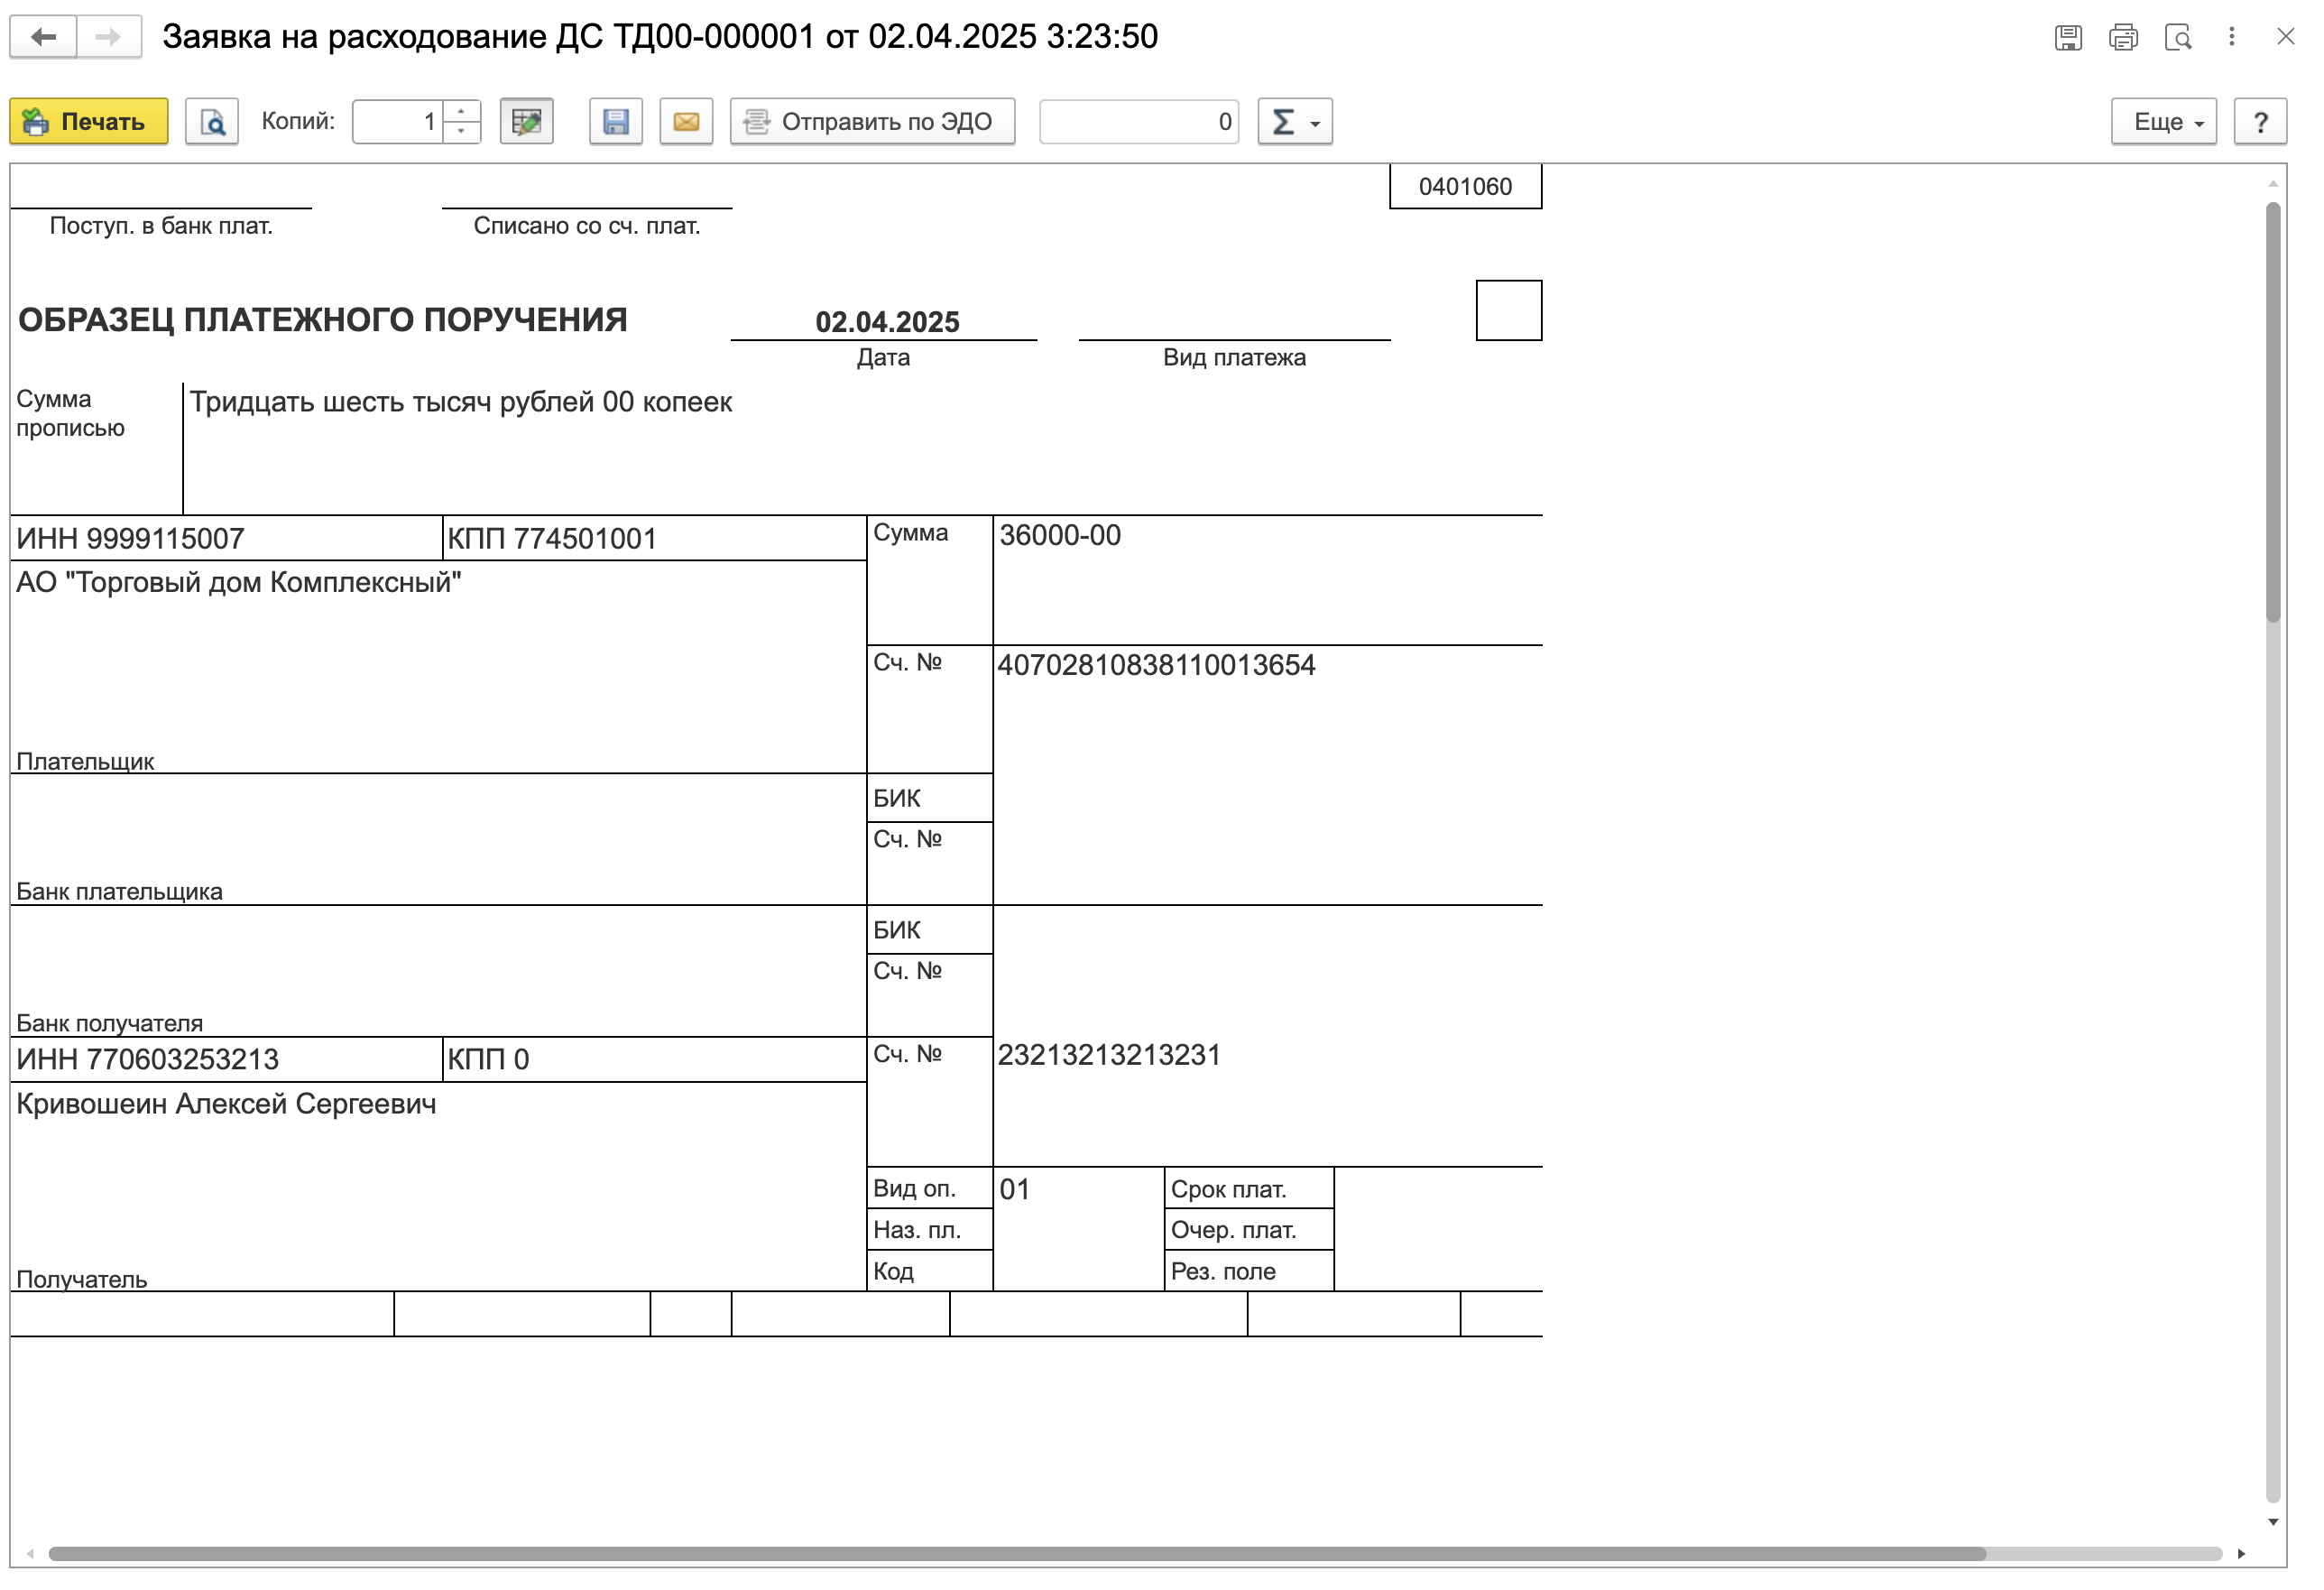 Заявка на расходование ДС ТД00-000001 от 02.04.2025 3:23:50
Печать
Копий:
1
Отправить по ЭДО
0
Σ
Еще
?
0401060
Поступ. в банк плат.
Списано со сч. плат.
ОБРАЗЕЦ ПЛАТЕЖНОГО ПОРУЧЕНИЯ
02.04.2025
Дата
Вид платежа
Сумма
прописью
Тридцать шесть тысяч рублей 00 копеек
ИНН 9999115007
КПП 774501001
Сумма
36000-00
АО "Торговый дом Комплексный"
Сч. №
40702810838110013654
Плательщик
БИК
Сч. №
Банк плательщика
БИК
Сч. №
Банк получателя
ИНН 770603253213
КПП 0
Сч. №
23213213213231
Кривошеин Алексей Сергеевич
Вид оп.
01
Срок плат.
Наз. пл.
Очер. плат.
Получатель
Код
Рез. поле